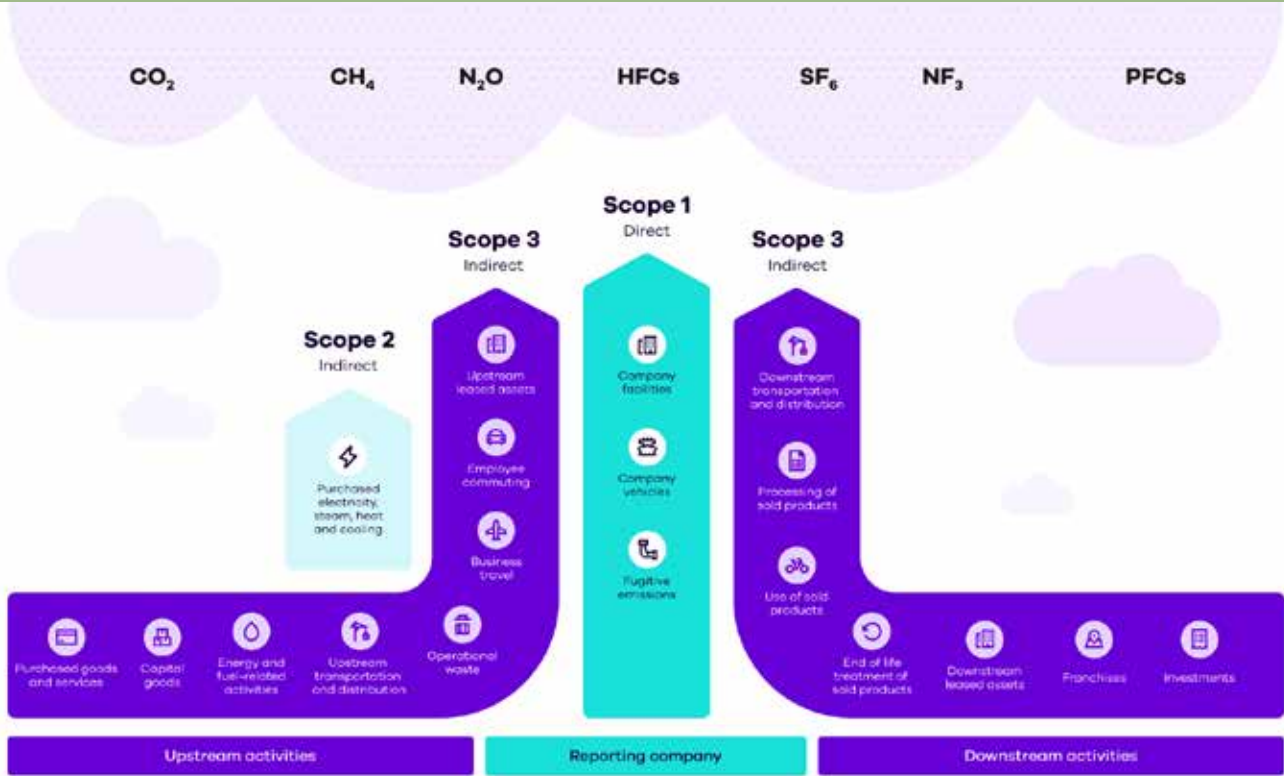 CO₂
CH₄
N₂O
HFCs
SF₆
NF₃
PFCs
Scope 1
Direct
Scope 3
Indirect
Scope 3
Indirect
Scope 2
Indirect
Purchased
electricity,
steam, heat
and cooling
Upstream
leased assets
Employee
commuting
Business
travel
Operational
waste
Upstream
transportation
and distribution
Energy and
fuel-related
activities
Capital
goods
Purchased goods
and services
Company
facilities
Company
vehicles
Fugitive
emissions
Downstream
transportation
and distribution
Processing of
sold products
Use of sold
products
End of life
treatment of
sold products
Downstream
leased assets
Franchises
Investments
Upstream activities
Reporting company
Downstream activities